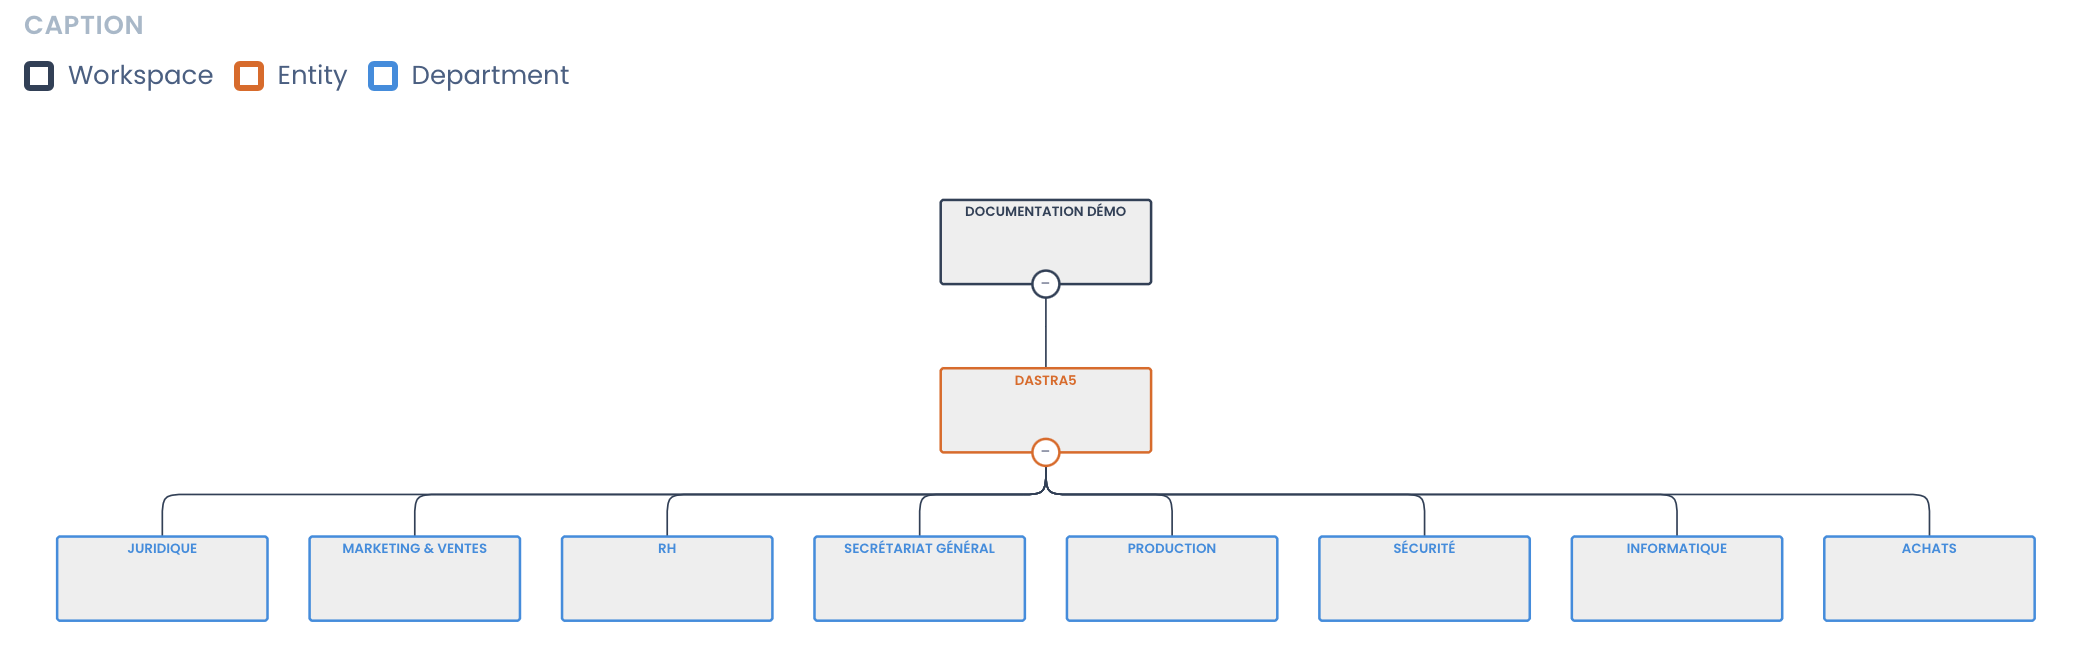 CAPTION
Workspace Entity Department
DOCUMENTATION DÉMO
–
DASTRA5
–
JURIDIQUE MARKETING & VENTES RH SECRÉTARIAT GÉNÉRAL PRODUCTION SÉCURITÉ INFORMATIQUE ACHATS